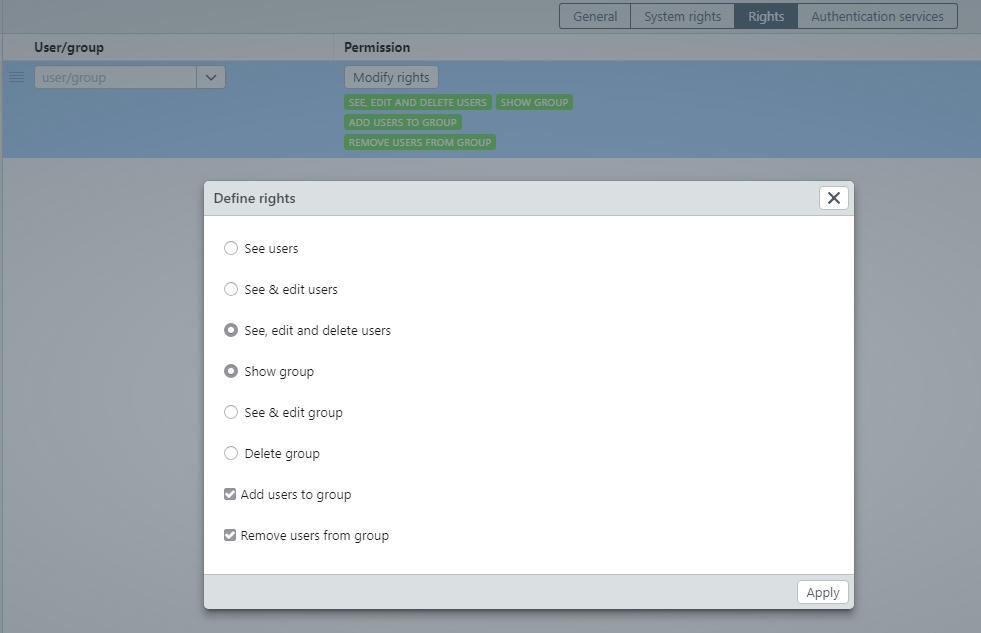 General System rights Rights Authentication services
User/group Permission
user/group Modify rights
SEE, EDIT AND DELETE USERS SHOW GROUP
ADD USERS TO GROUP
REMOVE USERS FROM GROUP
Define rights
See users
See & edit users
See, edit and delete users
Show group
See & edit group
Delete group
Add users to group
Remove users from group
Apply